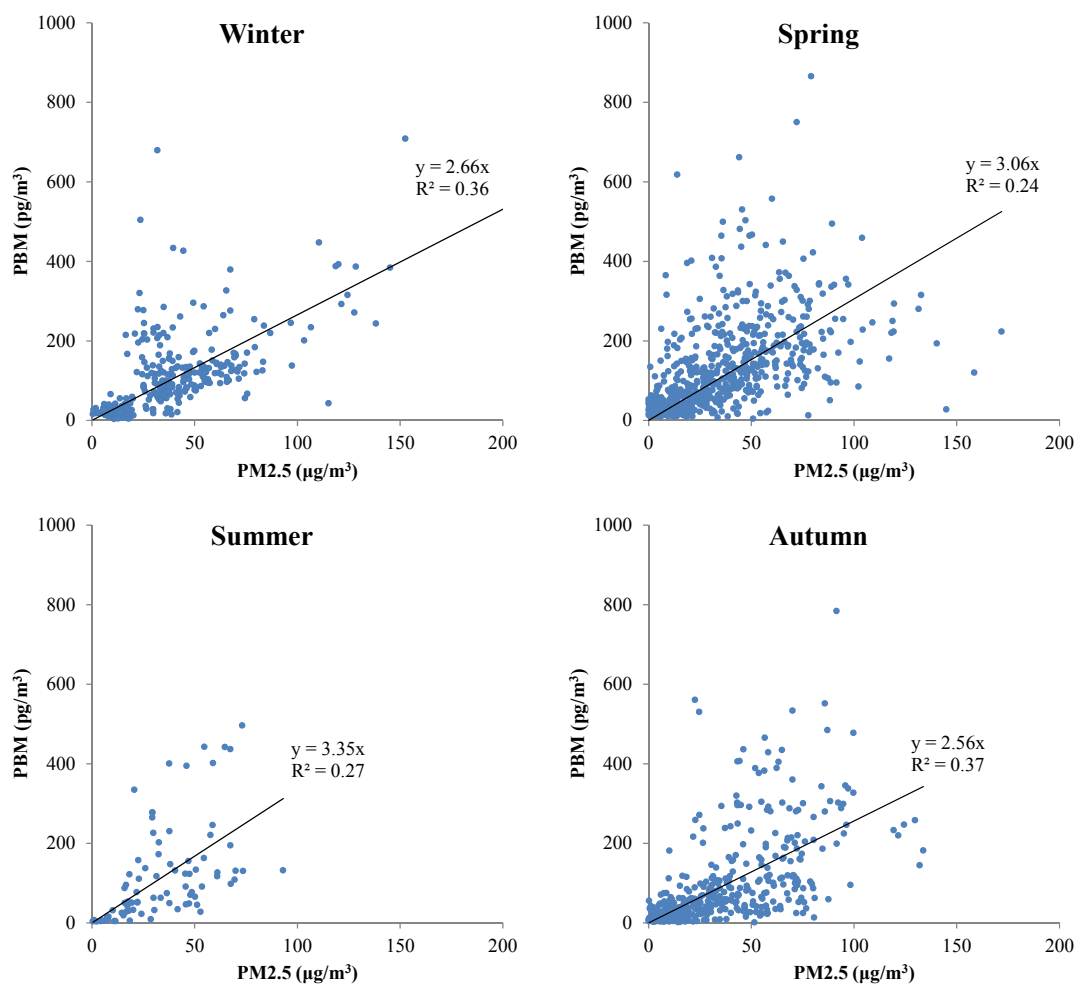 Winter
1000
800
600
400
200
0
PBM (pg/m³)
y = 2.66x
R² = 0.36
0 50 100 150 200
PM2.5 (µg/m³)
Spring
1000
800
600
400
200
0
PBM (pg/m³)
y = 3.06x
R² = 0.24
0 50 100 150 200
PM2.5 (µg/m³)
Summer
1000
800
600
400
200
0
PBM (pg/m³)
y = 3.35x
R² = 0.27
0 50 100 150 200
PM2.5 (µg/m³)
Autumn
1000
800
600
400
200
0
PBM (pg/m³)
y = 2.56x
R² = 0.37
0 50 100 150 200
PM2.5 (µg/m³)